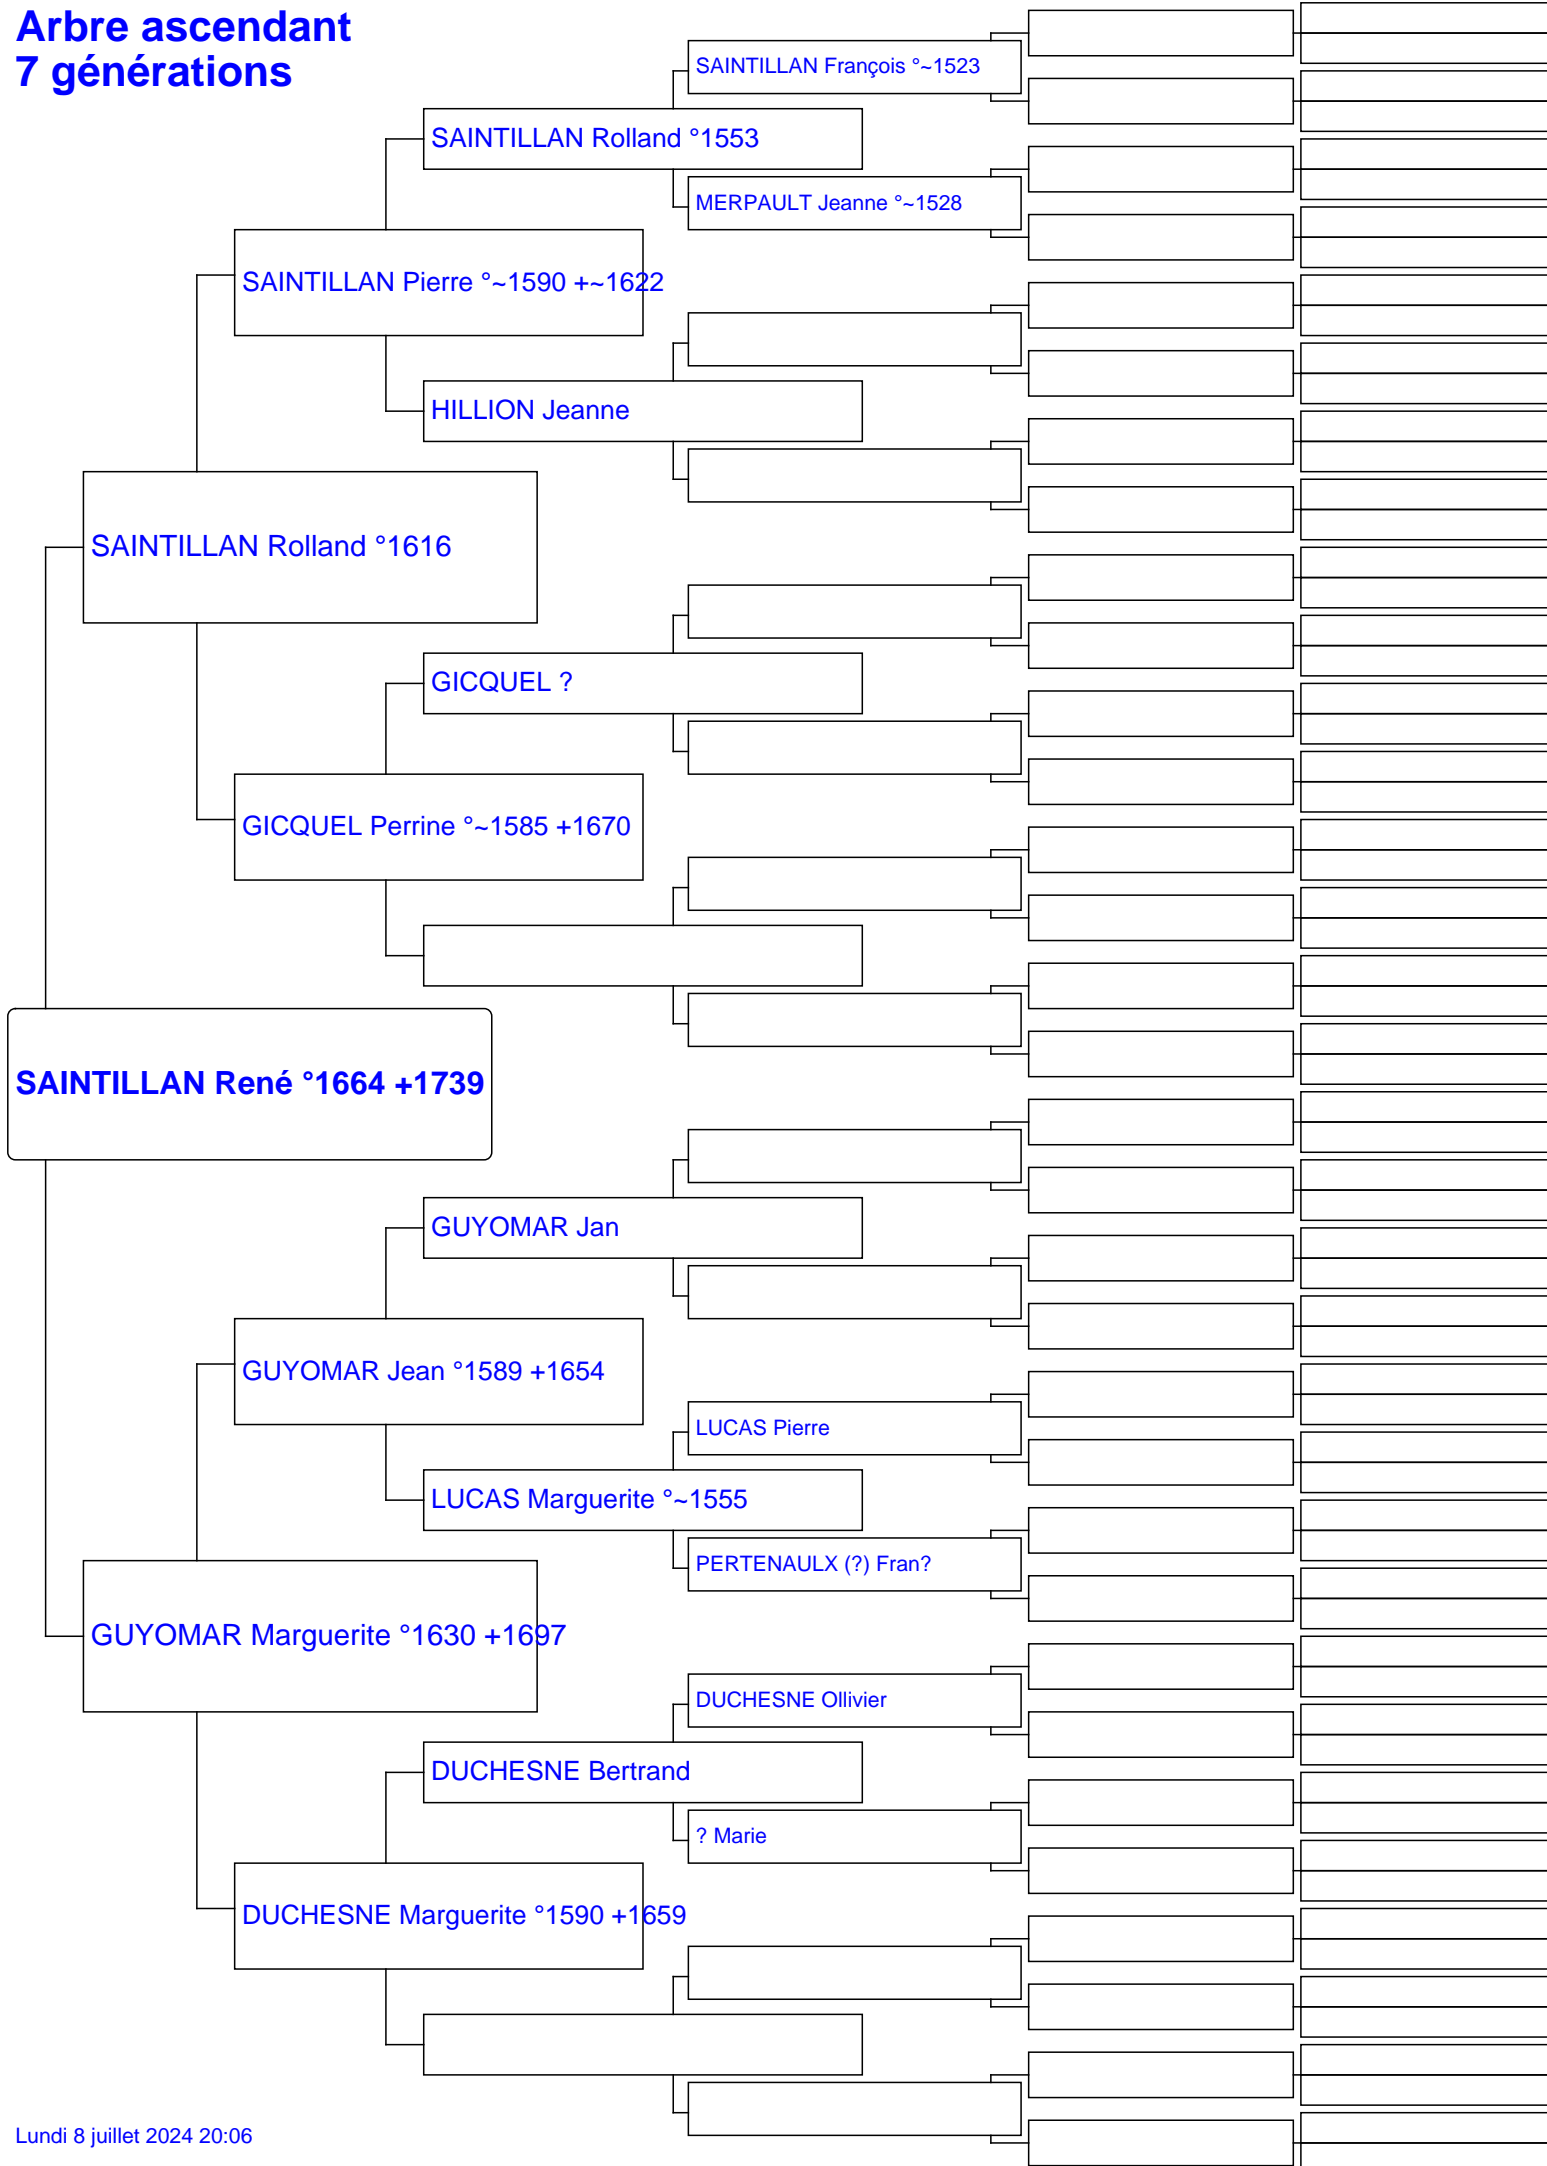 Arbre ascendant
7 générations
SAINTILLAN François °~1523
SAINTILLAN Rolland °1553
MERPAULT Jeanne °~1528
SAINTILLAN Pierre °~1590 +~1622
HILLION Jeanne
SAINTILLAN Rolland °1616
GICQUEL ?
GICQUEL Perrine °~1585 +1670
SAINTILLAN René °1664 +1739
GUYOMAR Jan
GUYOMAR Jean °1589 +1654
LUCAS Pierre
LUCAS Marguerite °~1555
PERTENAULX (?) Fran?
GUYOMAR Marguerite °1630 +1697
DUCHESNE Ollivier
DUCHESNE Bertrand
? Marie
DUCHESNE Marguerite °1590 +1659
Lundi 8 juillet 2024 20:06